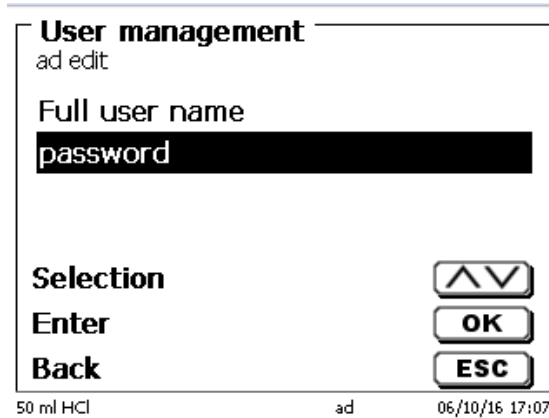 User management
ad edit
Full user name
password
Selection
Enter OK
Back ESC
50 ml HCl ad 06/10/16 17:07